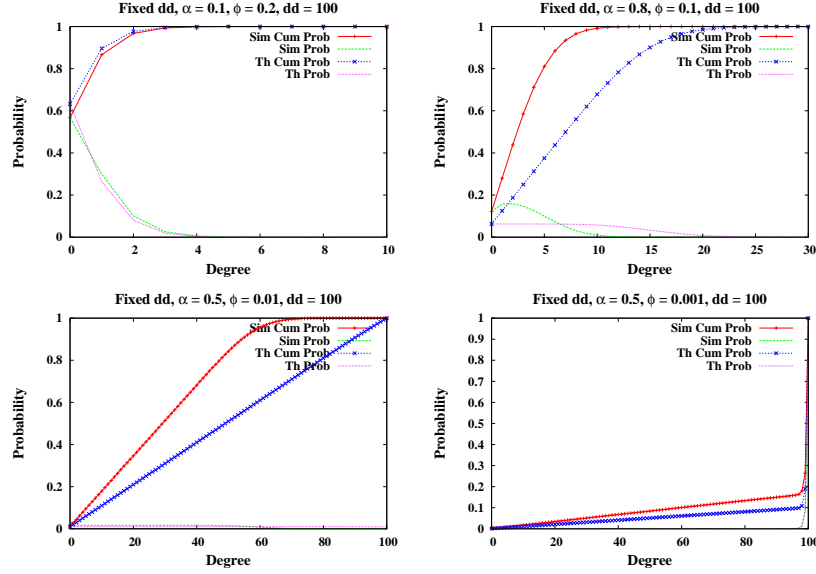 Fixed dd, α = 0.1, ϕ = 0.2, dd = 100
Probability
1
0.8
0.6
0.4
0.2
0
0 2 4 6 8 10
Degree
Sim Cum Prob
Sim Prob
Th Cum Prob
Th Prob
Fixed dd, α = 0.8, ϕ = 0.1, dd = 100
Probability
1
0.8
0.6
0.4
0.2
0
0 5 10 15 20 25 30
Degree
Sim Cum Prob
Sim Prob
Th Cum Prob
Th Prob
Fixed dd, α = 0.5, ϕ = 0.01, dd = 100
Probability
1
0.8
0.6
0.4
0.2
0
0 20 40 60 80 100
Degree
Sim Cum Prob
Sim Prob
Th Cum Prob
Th Prob
Fixed dd, α = 0.5, ϕ = 0.001, dd = 100
Probability
1
0.9
0.8
0.7
0.6
0.5
0.4
0.3
0.2
0.1
0
0 20 40 60 80 100
Degree
Sim Cum Prob
Sim Prob
Th Cum Prob
Th Prob